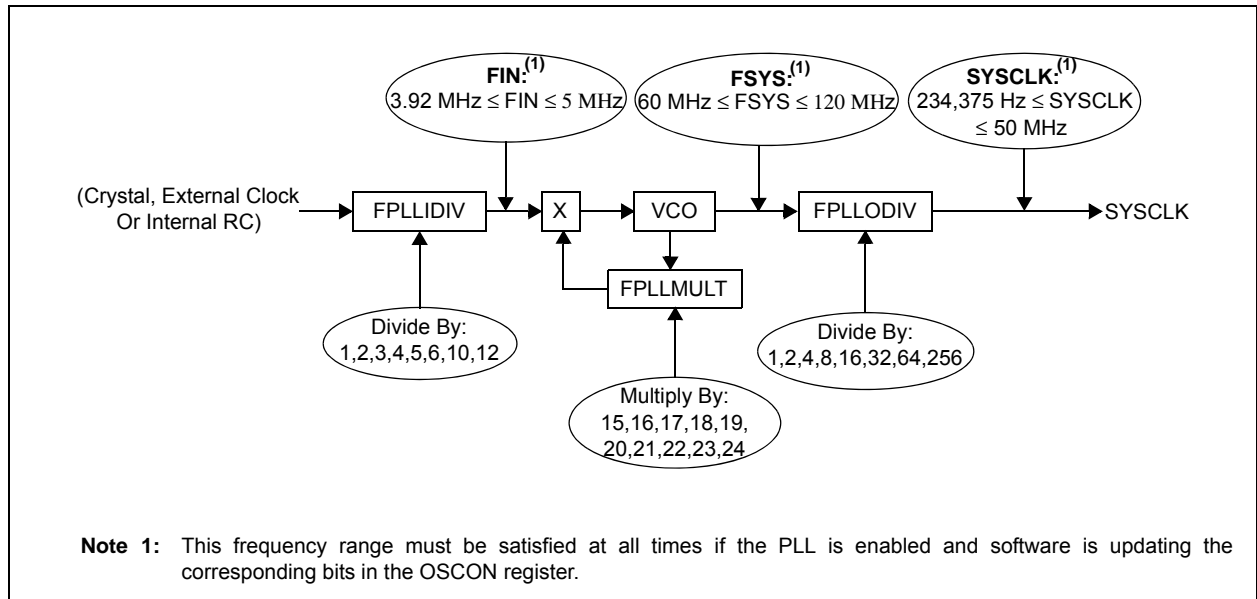 FIN:(1)
3.92 MHz ≤ FIN ≤ 5 MHz
FSYS:(1)
60 MHz ≤ FSYS ≤ 120 MHz
SYSCLK:(1)
234,375 Hz ≤ SYSCLK
≤ 50 MHz
(Crystal, External Clock
Or Internal RC)
FPLLIDIV
X
VCO
FPLLODIV
SYSCLK
FPLLMULT
Divide By:
1,2,3,4,5,6,10,12
Divide By:
1,2,4,8,16,32,64,256
Multiply By:
15,16,17,18,19,
20,21,22,23,24
Note 1: This frequency range must be satisfied at all times if the PLL is enabled and software is updating the
corresponding bits in the OSCON register.